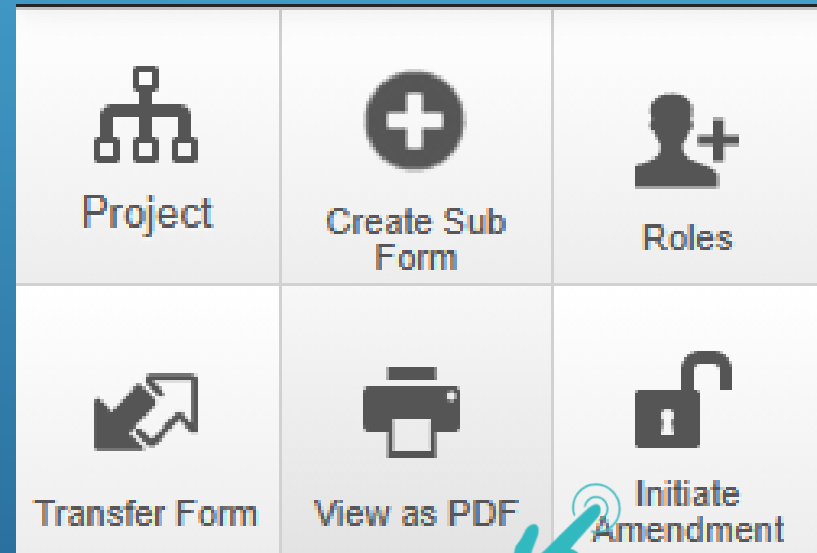 Project
Create Sub
Form
Roles
Transfer Form
View as PDF
Initiate
Amendment